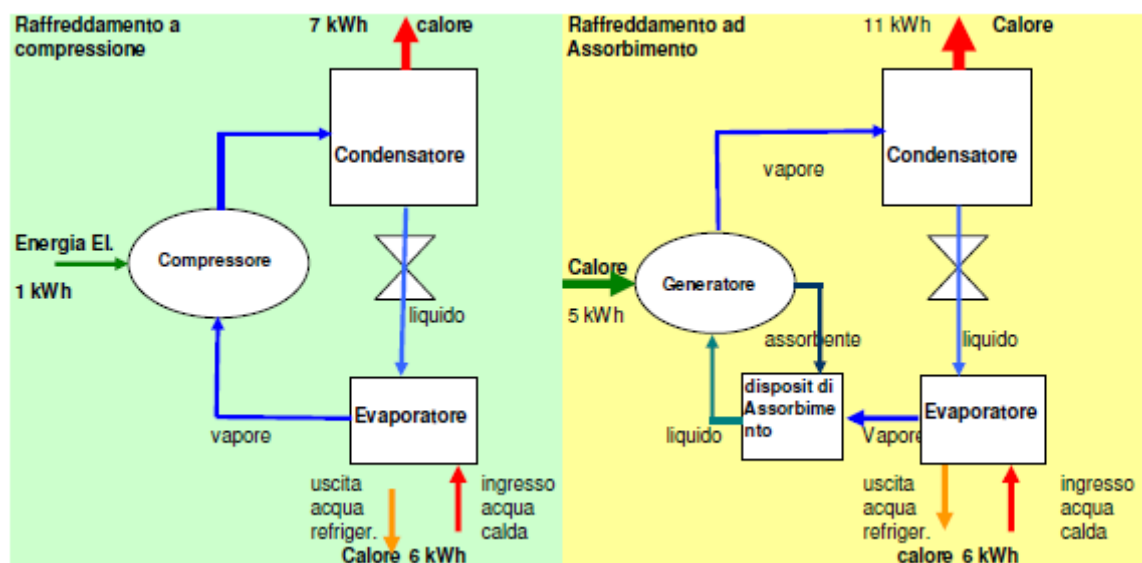 Raffreddamento a
compressione
7 kWh
calore
Condensatore
Energia El.
1 kWh
Compressore
liquido
Evaporatore
vapore
uscita
acqua
refriger.
ingresso
acqua
calda
Calore 6 kWh
Raffreddamento ad
Assorbimento
11 kWh
Calore
Condensatore
vapore
Calore
5 kWh
Generatore
assorbente
liquido
disposit di
Assorbime
nto
Evaporatore
liquido
Vapore
uscita
acqua
refriger.
ingresso
acqua
calda
calore 6 kWh